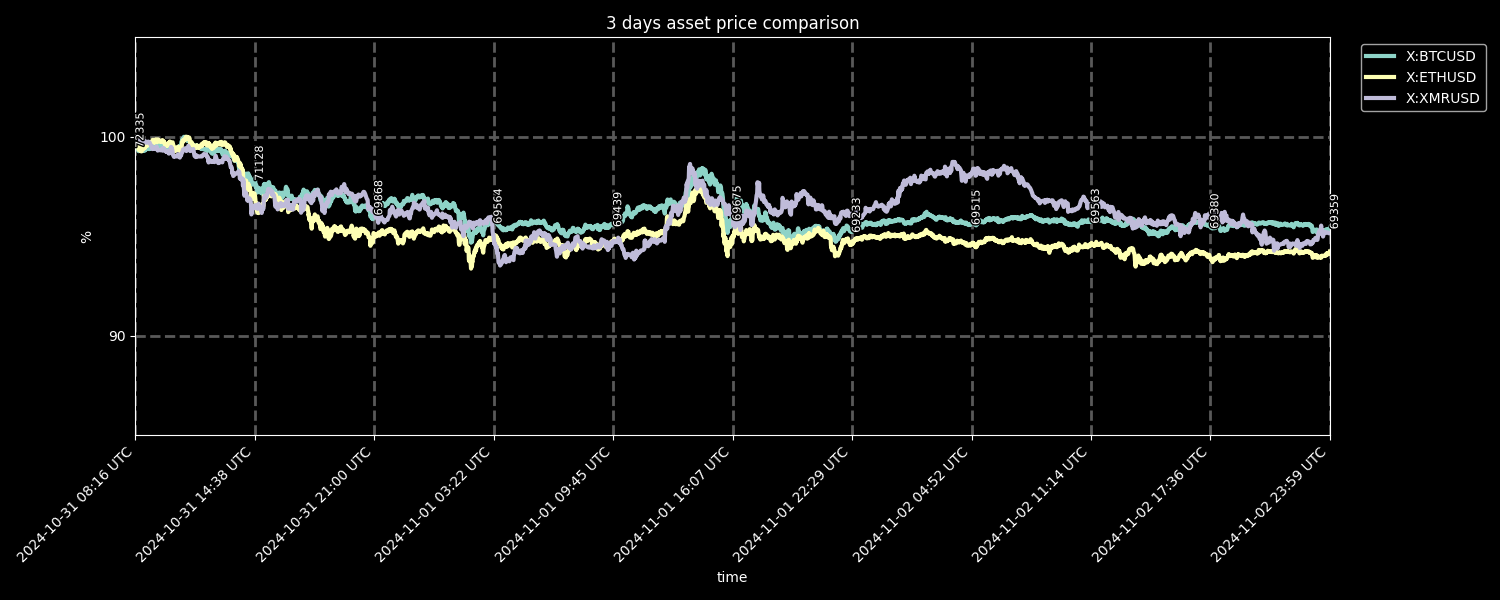 3 days asset price comparison
X:BTCUSD
X:ETHUSD
X:XMRUSD
100
90
%
72335
71128
69868
69564
69439
69675
69233
69515
69563
69380
69359
2024-10-31 08:16 UTC
2024-10-31 14:38 UTC
2024-10-31 21:00 UTC
2024-11-01 03:22 UTC
2024-11-01 09:45 UTC
2024-11-01 16:07 UTC
2024-11-01 22:29 UTC
2024-11-02 04:52 UTC
2024-11-02 11:14 UTC
2024-11-02 17:36 UTC
2024-11-02 23:59 UTC
time